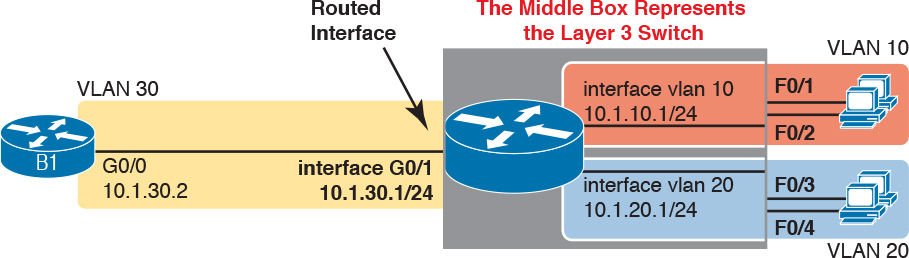 Routed
Interface
The Middle Box Represents
the Layer 3 Switch
VLAN 10
VLAN 30
interface vlan 10
10.1.10.1/24
F0/1
F0/2
B1
G0/0
10.1.30.2
interface G0/1
10.1.30.1/24
interface vlan 20
10.1.20.1/24
F0/3
F0/4
VLAN 20